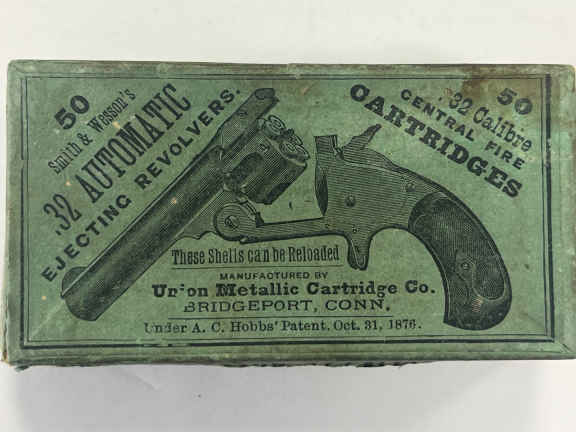 50
Smith & Wesson's
.32 AUTOMATIC
EJECTING REVOLVERS.
50
.32 Calibre
CENTRAL FIRE
CARTRIDGES
These Shells can be Reloaded
MANUFACTURED BY
Union Metallic Cartridge Co.
BRIDGEPORT, CONN,
Under A. C. Hobbs' Patent, Oct. 31, 1876.